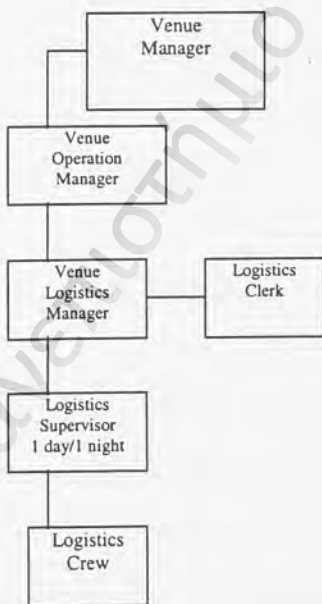 Venue
Manager
Venue
Operation
Manager
Venue
Logistics
Manager
Logistics
Clerk
Logistics
Supervisor
1 day/1 night
Logistics
Crew